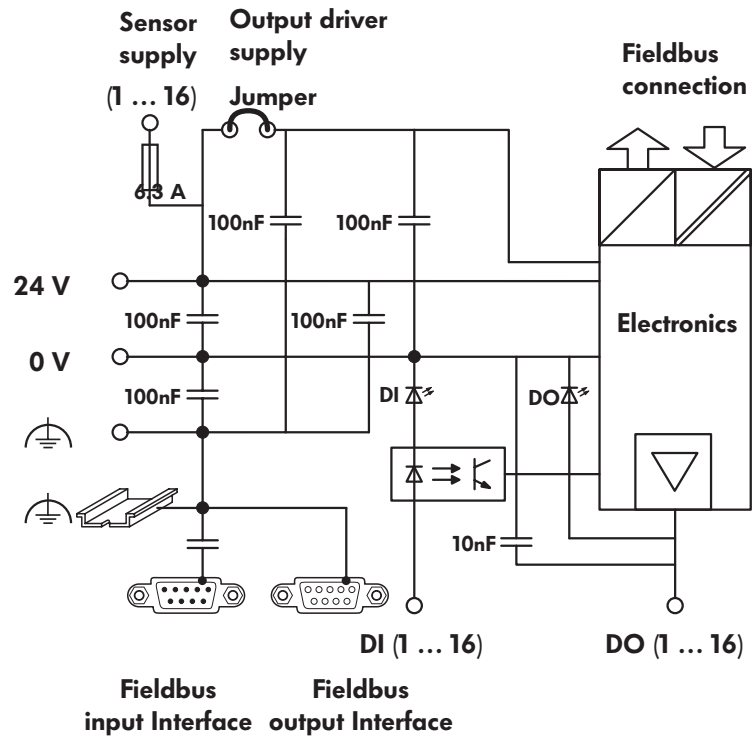 Sensor
supply
(1 ... 16)
Output driver
supply
Jumper
Fieldbus
connection
6.3 A
100nF
100nF
24 V
100nF
100nF
Electronics
0 V
100nF
DI
DO
10nF
DI (1 ... 16)
DO (1 ... 16)
Fieldbus
input Interface
Fieldbus
output Interface